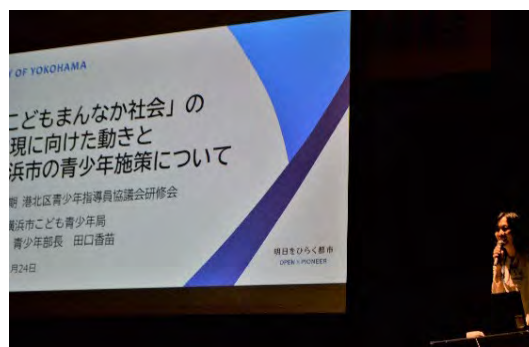 Y OF YOKOHAMA
こどもまんなか社会」の
現に向けた動きと
浜市の青少年施策について
期 港北区青少年指導員協議会研修会
横浜市こども青少年局
青少年部長 田口香苗
月24日
明日をひらく都市
OPEN × PIONEER